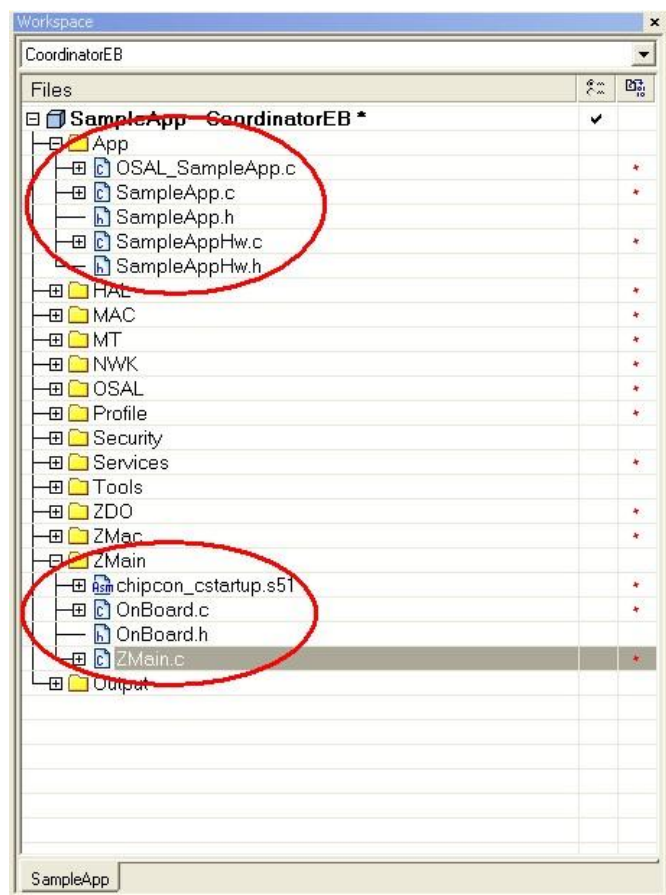 Workspace
CoordinatorEB
Files
SampleApp - CoordinatorEB *
App
OSAL_SampleApp.c
SampleApp.c
SampleApp.h
SampleAppHw.c
SampleAppHw.h
HAL
MAC
MT
NWK
OSAL
Profile
Security
Services
Tools
ZDO
ZMac
ZMain
chipcon_cstartup.s51
OnBoard.c
OnBoard.h
ZMain.c
Output
SampleApp